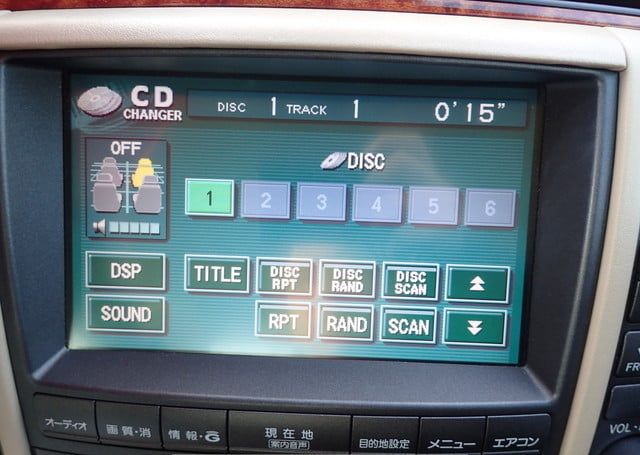 CD CHANGER
DISC 1 TRACK 1 0'15"
OFF
DISC
1 2 3 4 5 6
DSP TITLE DISC RPT DISC RAND DISC SCAN
SOUND RPT RAND SCAN
オーディオ 画質・消 情報・G 現在地 目的地設定 メニュー エアコン
案内音声
VOL